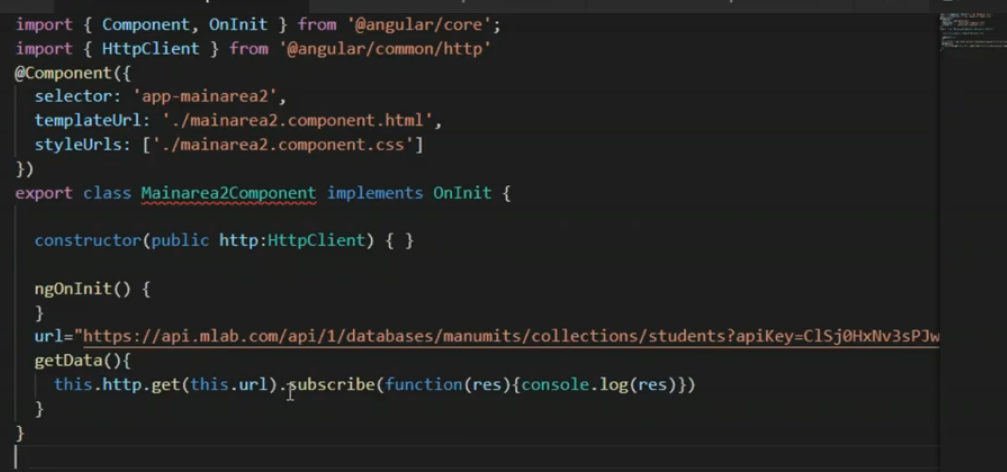 import { Component, OnInit } from '@angular/core';
import { HttpClient } from '@angular/common/http'
@Component({
  selector: 'app-mainarea2',
  templateUrl: './mainarea2.component.html',
  styleUrls: ['./mainarea2.component.css']
})
export class Mainarea2Component implements OnInit {

  constructor(public http:HttpClient) { }

  ngOnInit() {
  }
  url="https://api.mlab.com/api/1/databases/manumits/collections/students?apiKey=ClSj0HxNv3sPJw
  getData(){
    this.http.get(this.url).subscribe(function(res){console.log(res)})
  }
}